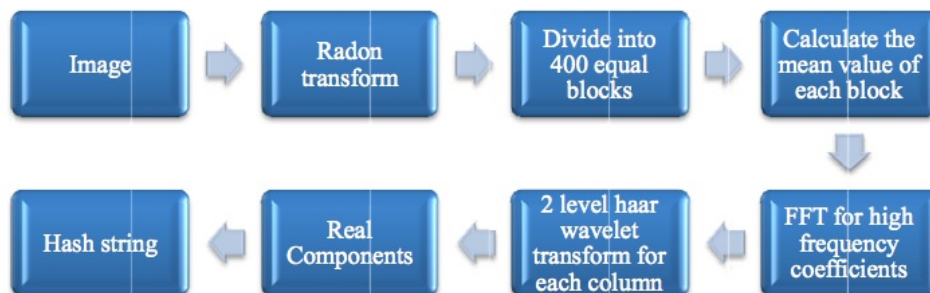 Image
Radon
transform
Divide into
400 equal
blocks
Calculate the
mean value of
each block
FFT for high
frequency
coefficients
2 level haar
wavelet
transform for
each column
Real
Components
Hash string